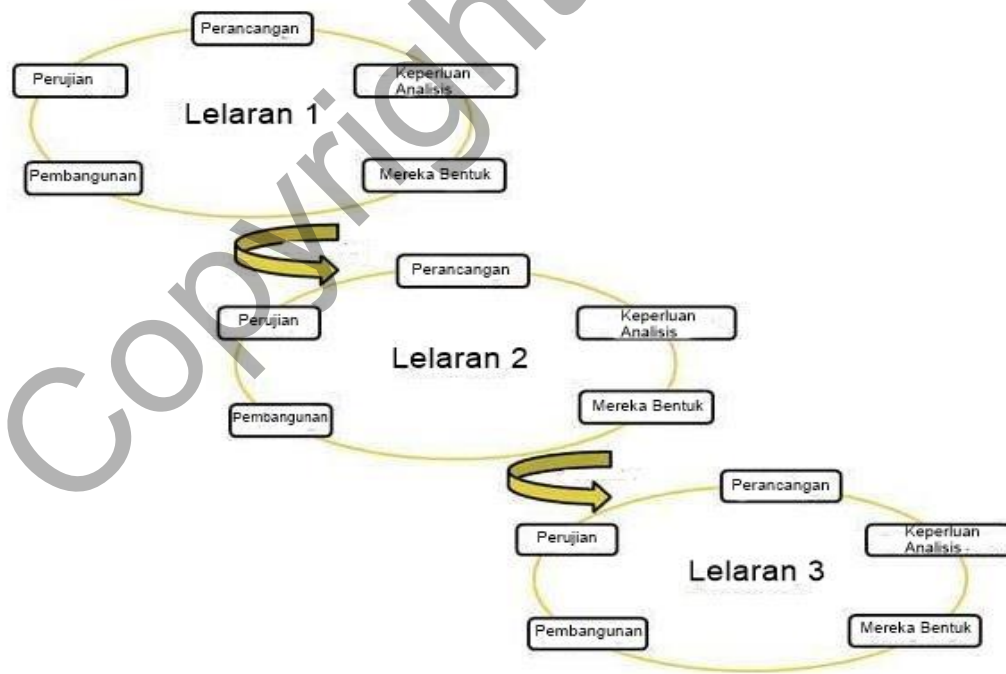 Perancangan
Perujian
Keperluan
Analisis
Lelaran 1
Pembangunan
Mereka Bentuk
Perancangan
Perujian
Keperluan
Analisis
Lelaran 2
Pembangunan
Mereka Bentuk
Perancangan
Perujian
Keperluan
Analisis
Lelaran 3
Pembangunan
Mereka Bentuk
Copyright